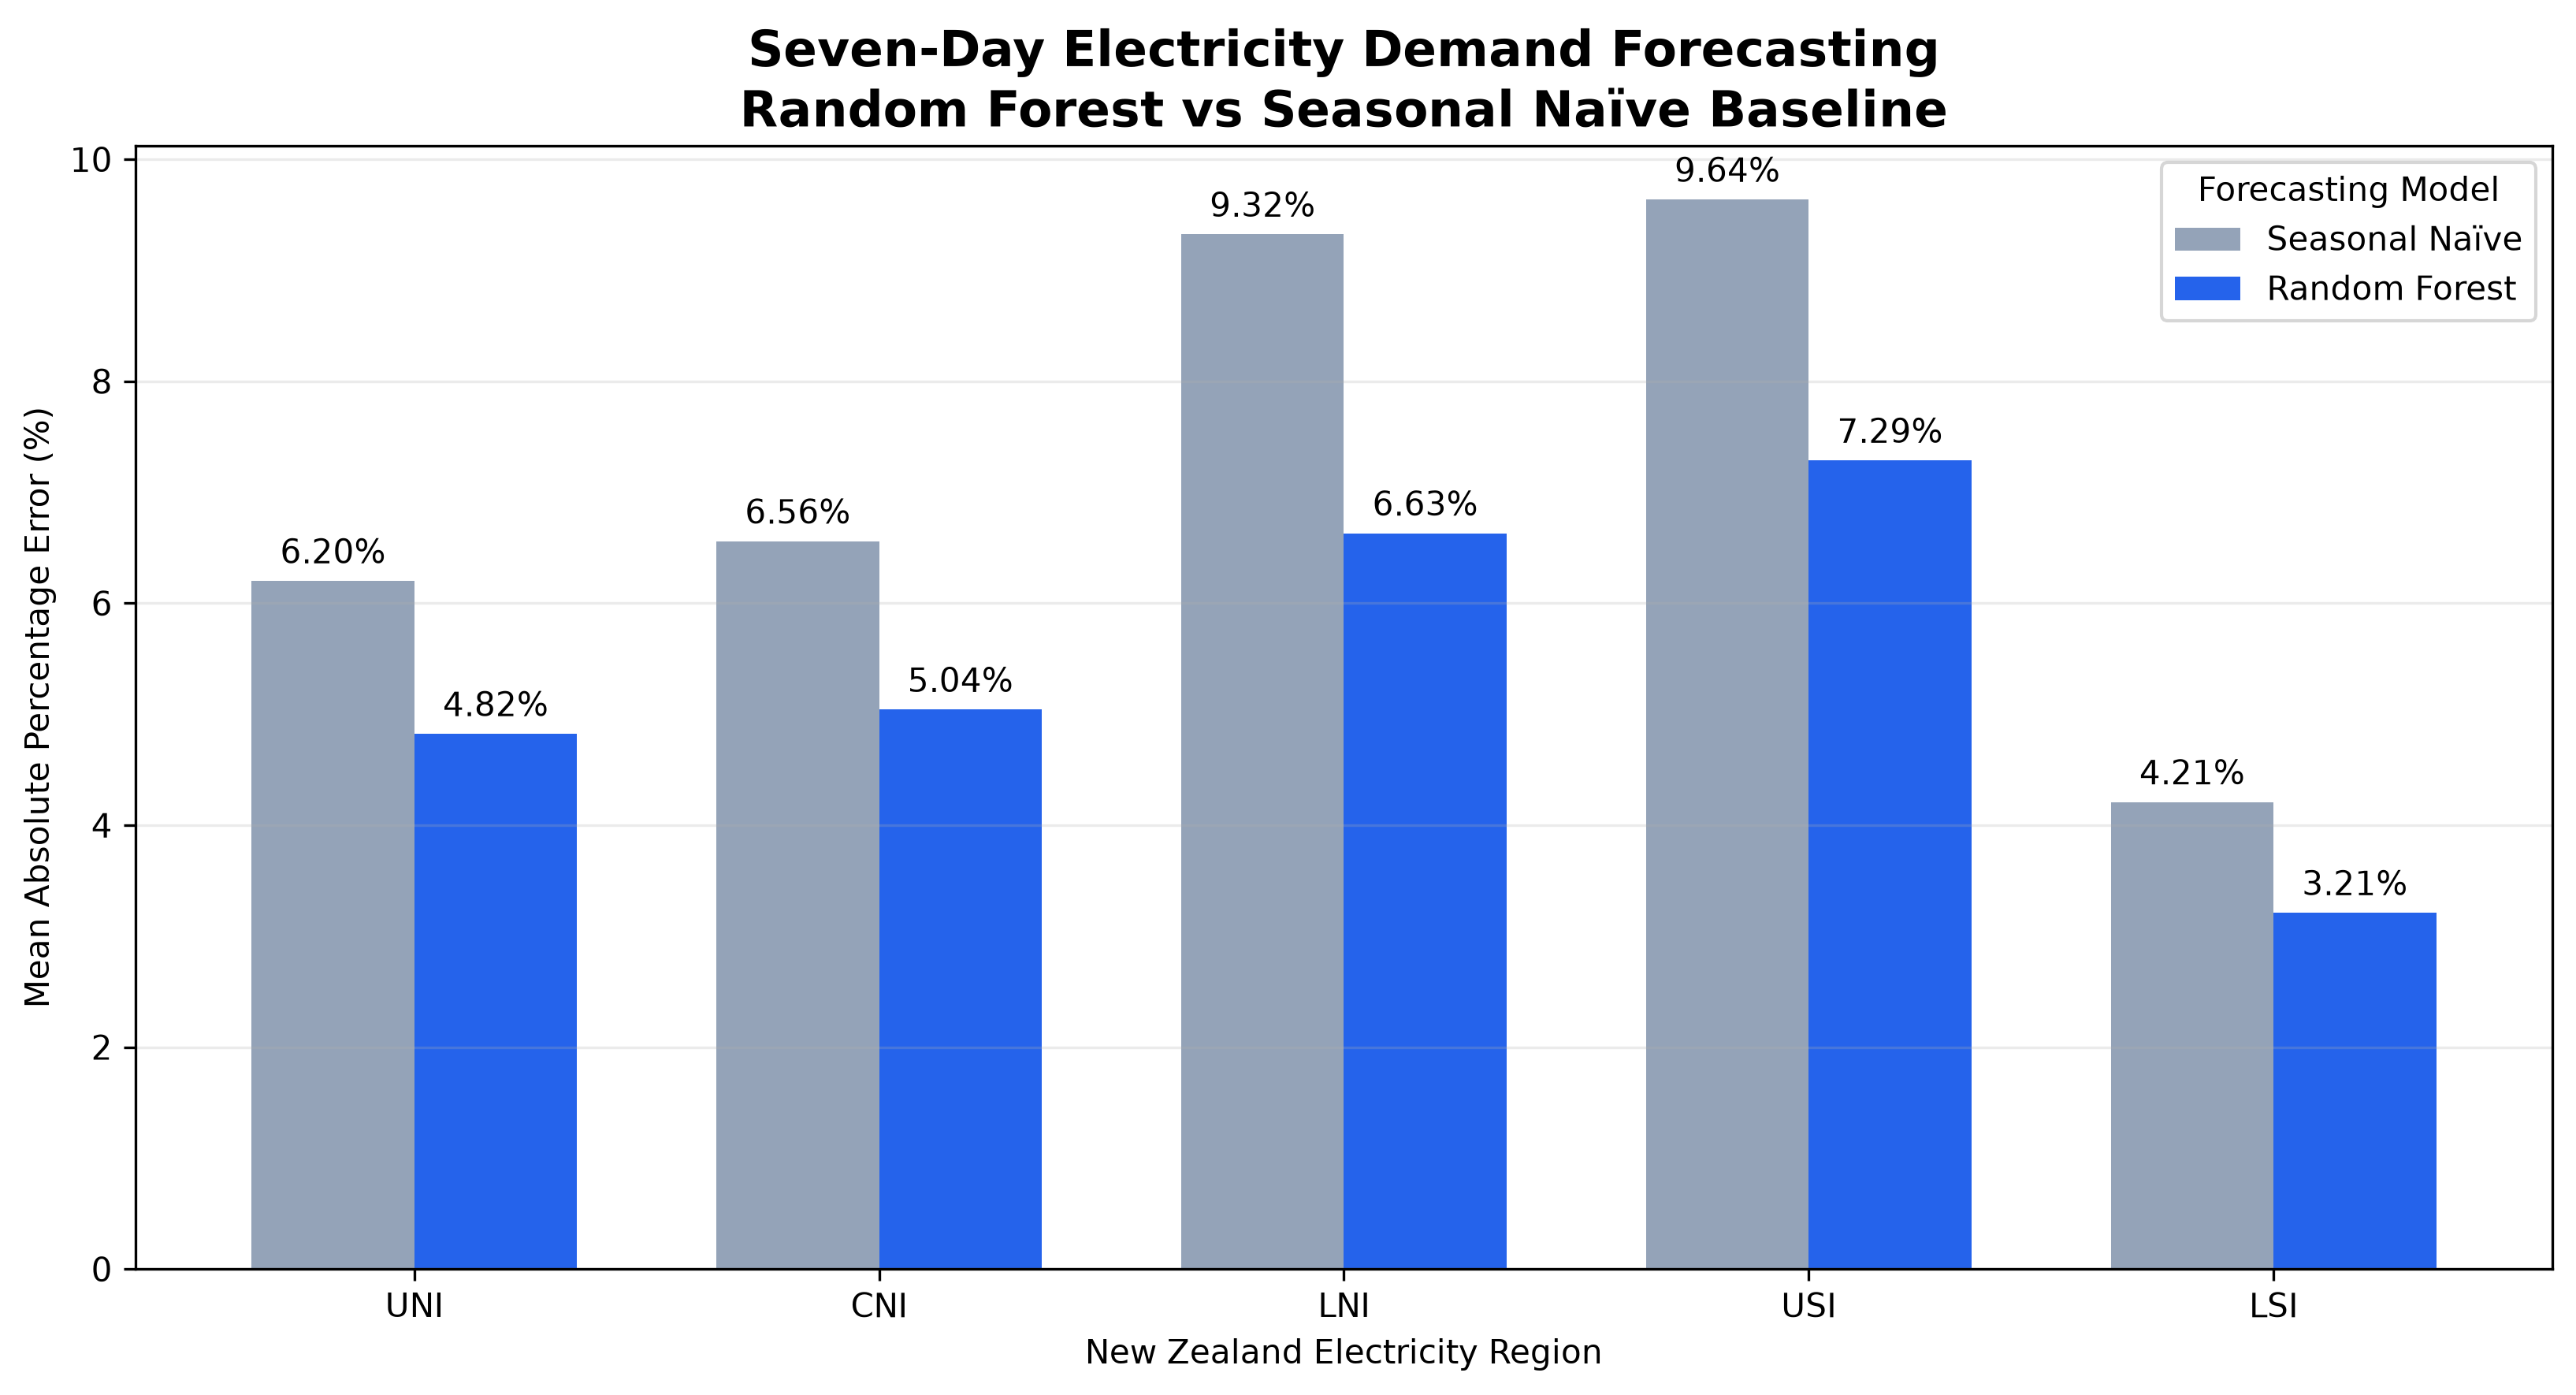 Seven-Day Electricity Demand Forecasting
Random Forest vs Seasonal Naïve Baseline
Mean Absolute Percentage Error (%)
10
8
6
4
2
0
6.20%
4.82%
6.56%
5.04%
9.32%
6.63%
9.64%
7.29%
4.21%
3.21%
Forecasting Model
Seasonal Naïve
Random Forest
UNI
CNI
LNI
USI
LSI
New Zealand Electricity Region